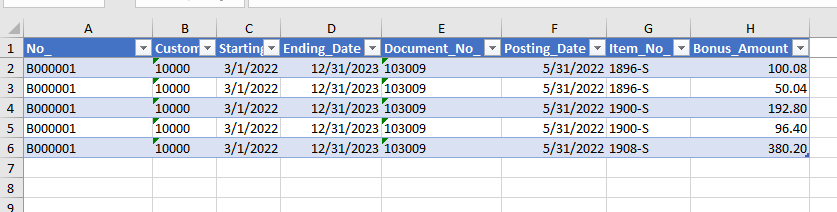 A B C D E F G H
1 No_ Custom Starting Ending_Date Document_No_ Posting_Date Item_No_ Bonus_Amount
2 B000001 10000 3/1/2022 12/31/2023 103009 5/31/2022 1896-S 100.08
3 B000001 10000 3/1/2022 12/31/2023 103009 5/31/2022 1896-S 50.04
4 B000001 10000 3/1/2022 12/31/2023 103009 5/31/2022 1900-S 192.80
5 B000001 10000 3/1/2022 12/31/2023 103009 5/31/2022 1900-S 96.40
6 B000001 10000 3/1/2022 12/31/2023 103009 5/31/2022 1908-S 380.20
7
8
9